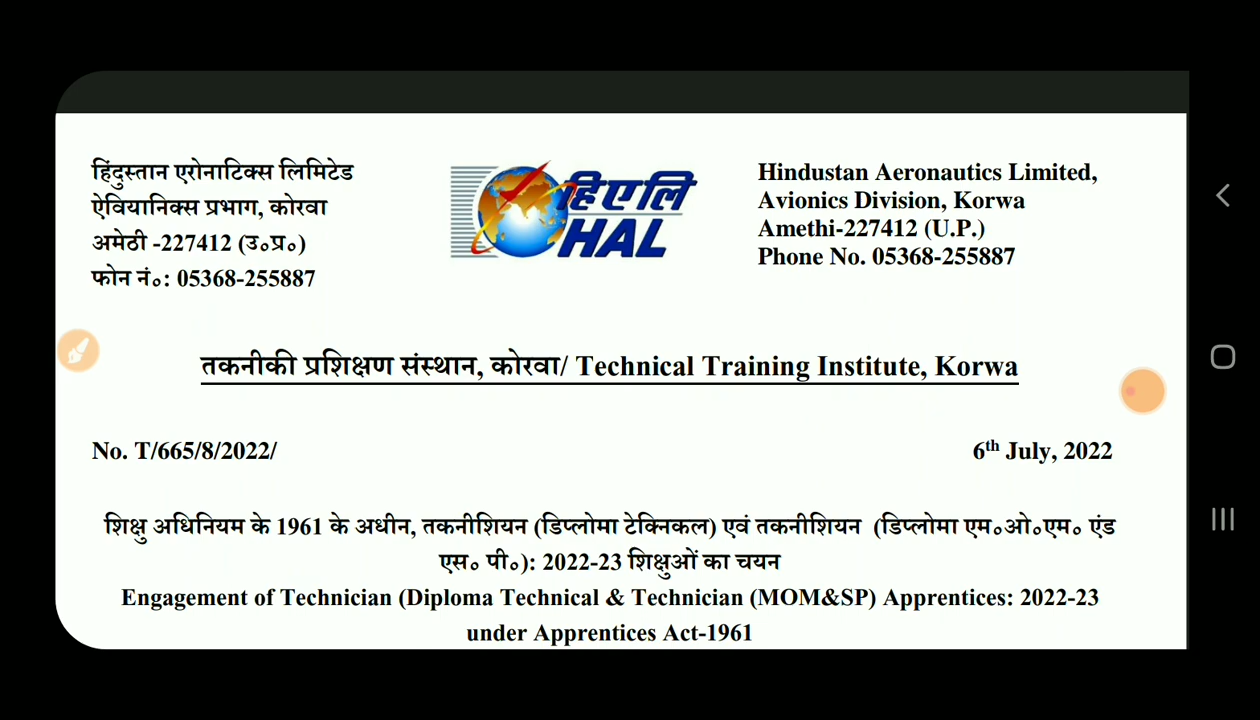 हिंदुस्तान एरोनाटिक्स लिमिटेड
ऐवियानिक्स प्रभाग, कोरवा
अमेठी -227412 (उ०प्र०)
फोन नं०: 05368-255887
हिएलि
HAL
Hindustan Aeronautics Limited,
Avionics Division, Korwa
Amethi-227412 (U.P.)
Phone No. 05368-255887
तकनीकी प्रशिक्षण संस्थान, कोरवा/ Technical Training Institute, Korwa
No. T/665/8/2022/ 6th July, 2022
शिक्षु अधिनियम के 1961 के अधीन, तकनीशियन (डिप्लोमा टेक्निकल) एवं तकनीशियन (डिप्लोमा एम०ओ०एम० एंड
एस० पी०): 2022-23 शिक्षुओं का चयन
Engagement of Technician (Diploma Technical & Technician (MOM&SP) Apprentices: 2022-23
under Apprentices Act-1961